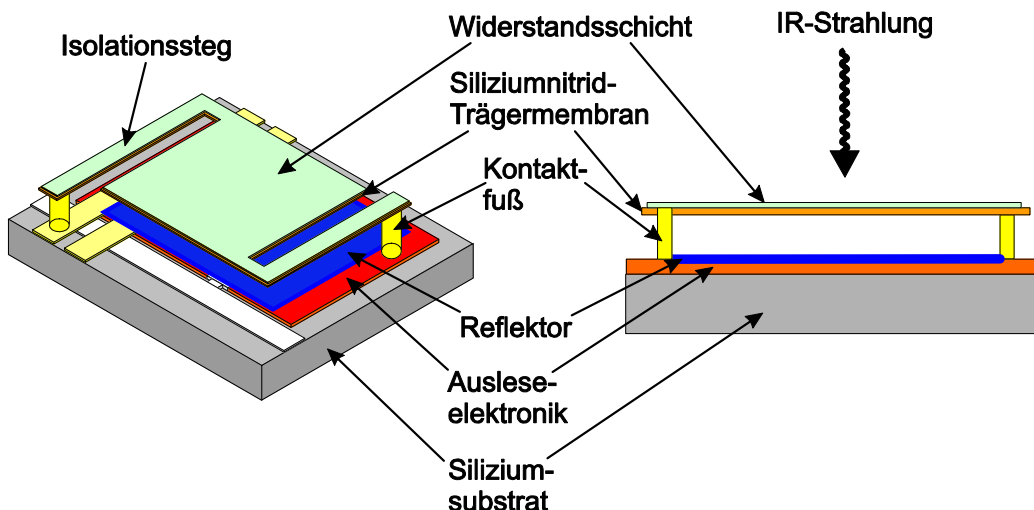 Isolationssteg
Widerstandsschicht
IR-Strahlung
Siliziumnitrid-
Trägermembran
Kontakt-
fuß
Reflektor
Auslese-
elektronik
Silizium-
substrat